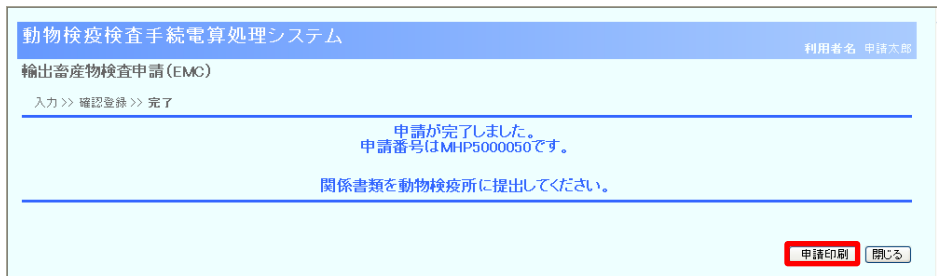 動物検疫検査手続電算処理システム
利用者名 申請太郎
輸出畜産物検査申請(EMC)
入力 >> 確認登録 >> 完了
申請が完了しました。
申請番号はMHP5000050です。
関係書類を動物検疫所に提出してください。
申請印刷 閉じる